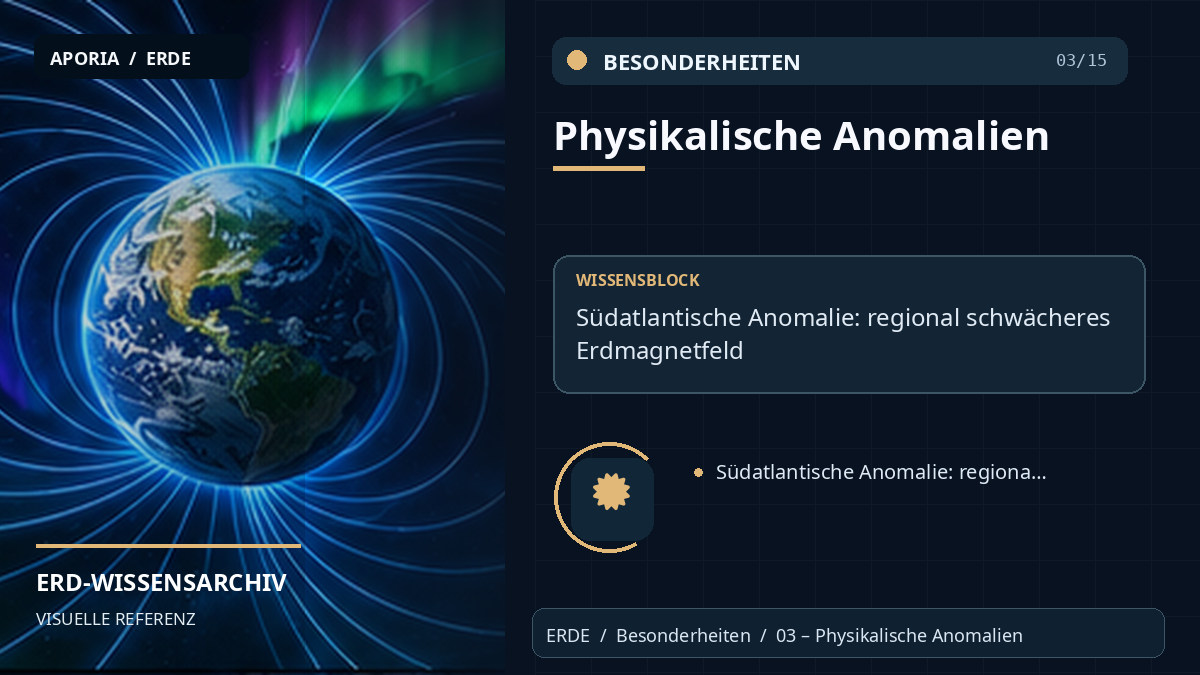 APORIA / ERDE
ERD-WISSENSARCHIV
VISUELLE REFERENZ
BESONDERHEITEN 03/15
Physikalische Anomalien
WISSENSBLOCK
Südatlantische Anomalie: regional schwächeres
Erdmagnetfeld
Südatlantische Anomalie: regiona...
ERDE / Besonderheiten / 03 – Physikalische Anomalien